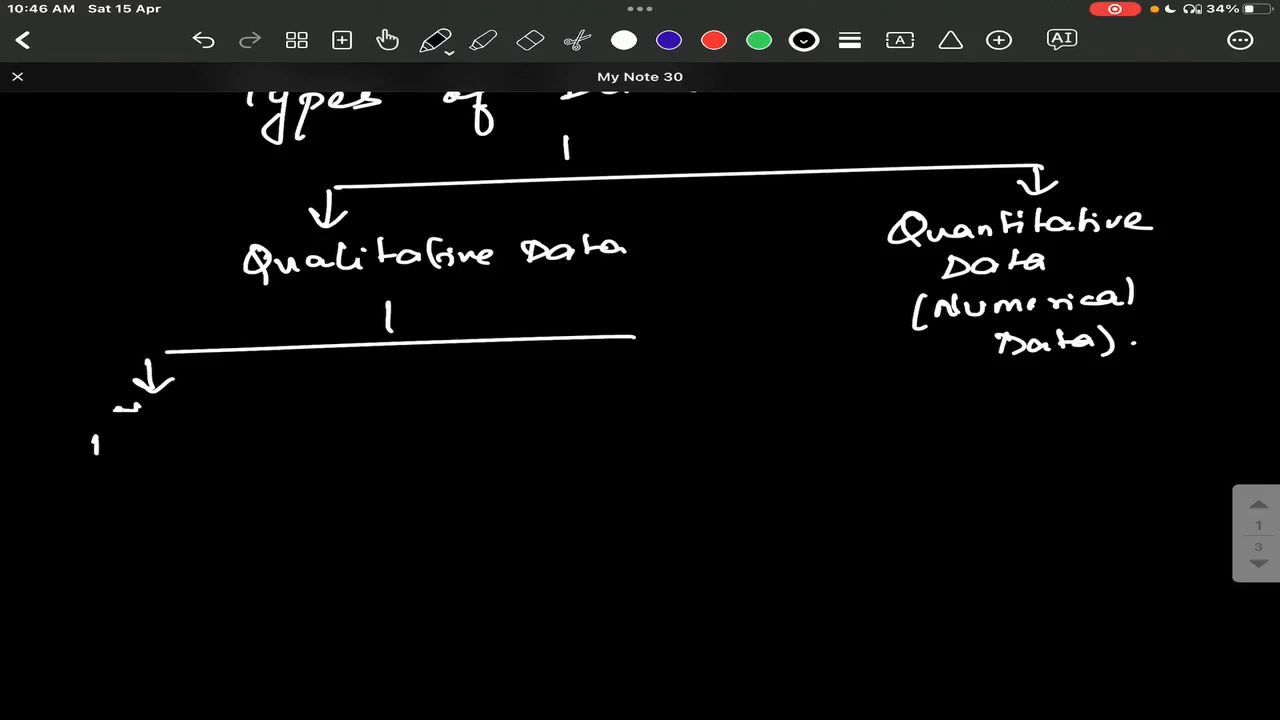 10:46 AM Sat 15 Apr
34%
AI
My Note 30
Types of
Qualitative Data
Quantitative
Data
(Numerical
Data).
1
3